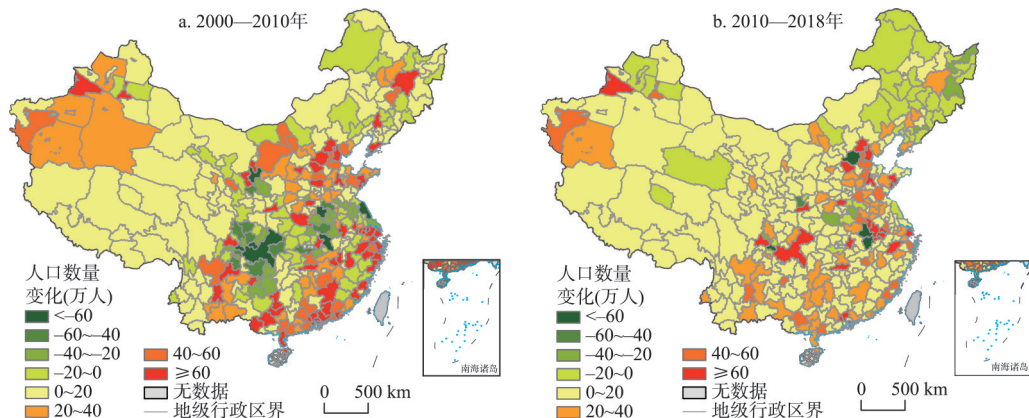 a. 2000—2010年
人口数量
变化(万人)
<–60
–60~–40
–40~–20
–20~0
0~20
20~40
40~60
≥60
无数据
地级行政区界
0 500 km
南海诸岛
b. 2010—2018年
人口数量
变化(万人)
<–60
–60~–40
–40~–20
–20~0
0~20
20~40
40~60
≥60
无数据
地级行政区界
0 500 km
南海诸岛